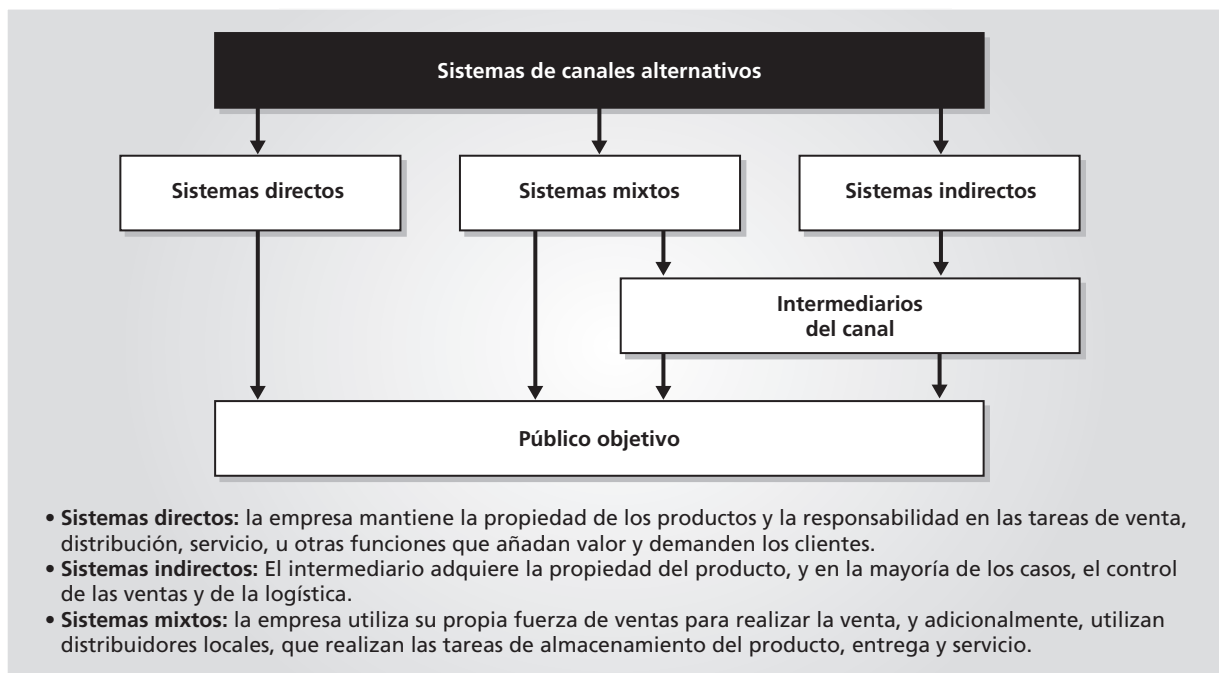 Sistemas de canales alternativos
Sistemas directos
Sistemas mixtos
Sistemas indirectos
Intermediarios
del canal
Público objetivo
• Sistemas directos: la empresa mantiene la propiedad de los productos y la responsabilidad en las tareas de venta,
distribución, servicio, u otras funciones que añadan valor y demanden los clientes.
• Sistemas indirectos: El intermediario adquiere la propiedad del producto, y en la mayoría de los casos, el control
de las ventas y de la logística.
• Sistemas mixtos: la empresa utiliza su propia fuerza de ventas para realizar la venta, y adicionalmente, utilizan
distribuidores locales, que realizan las tareas de almacenamiento del producto, entrega y servicio.